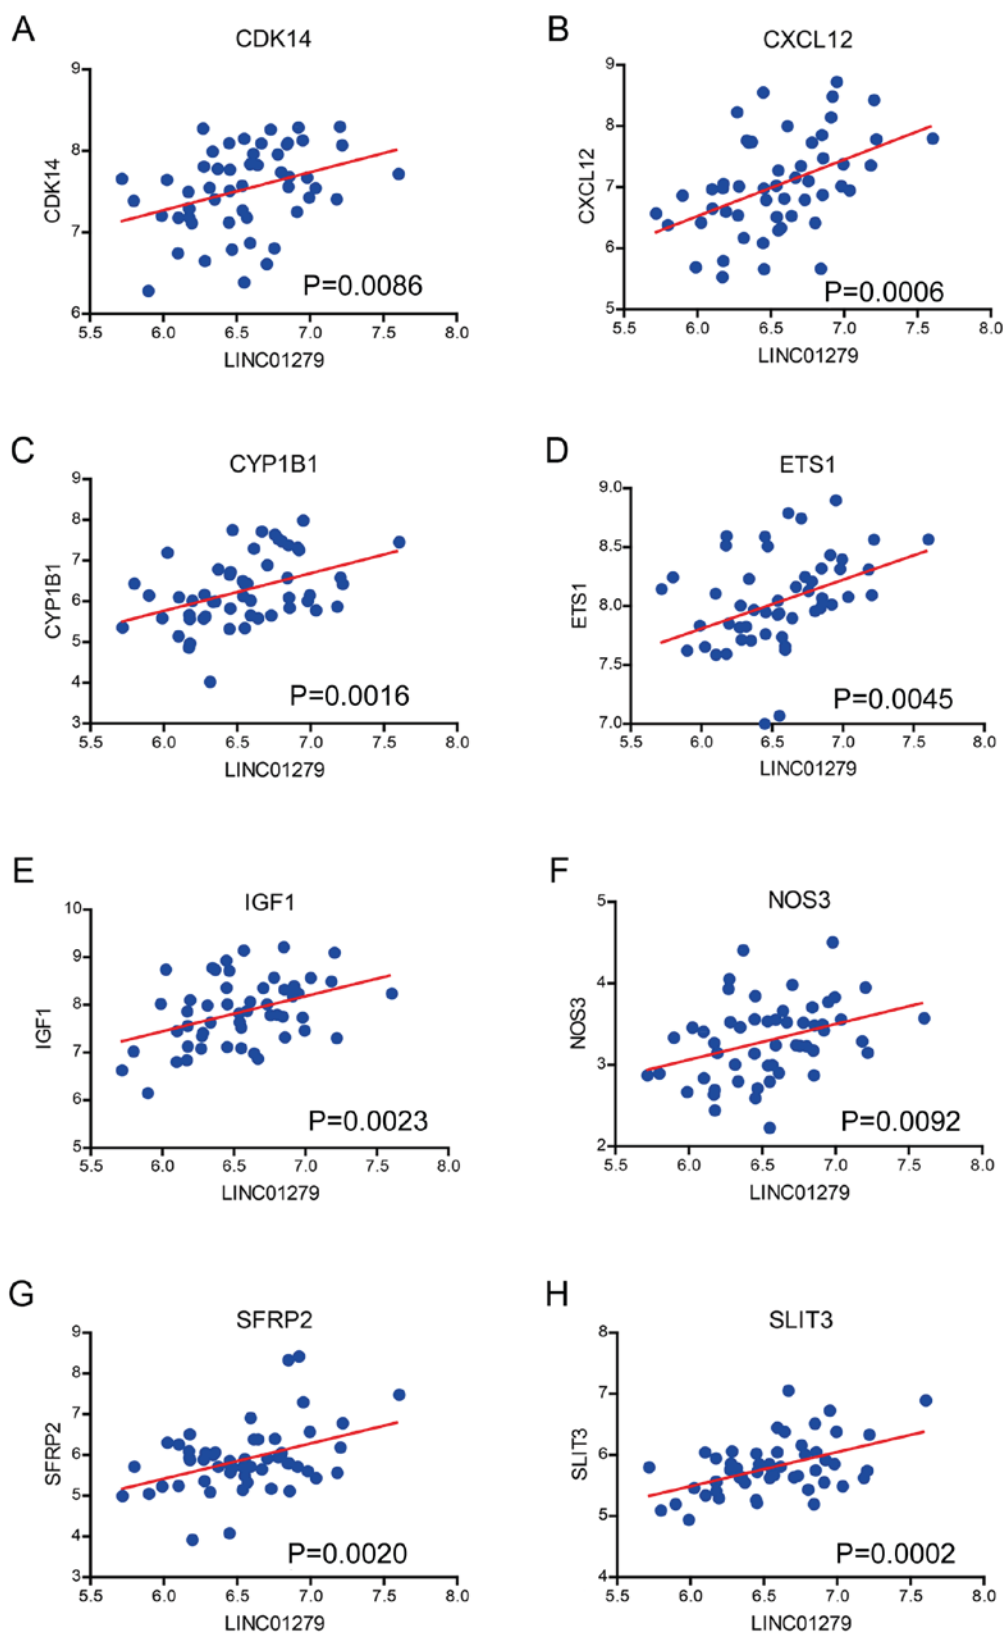 A
CDK14
9
8
7
6
CDK14
5.5 6.0 6.5 7.0 7.5 8.0
LINC01279
P=0.0086
B
CXCL12
9
8
7
6
5
CXCL12
5.5 6.0 6.5 7.0 7.5 8.0
LINC01279
P=0.0006
C
CYP1B1
9
8
7
6
5
4
3
CYP1B1
5.5 6.0 6.5 7.0 7.5 8.0
LINC01279
P=0.0016
D
ETS1
9.0
8.5
8.0
7.5
7.0
ETS1
5.5 6.0 6.5 7.0 7.5 8.0
LINC01279
P=0.0045
E
IGF1
10
9
8
7
6
5
IGF1
5.5 6.0 6.5 7.0 7.5 8.0
LINC01279
P=0.0023
F
NOS3
5
4
3
2
NOS3
5.5 6.0 6.5 7.0 7.5 8.0
LINC01279
P=0.0092
G
SFRP2
9
8
7
6
5
4
3
SFRP2
5.5 6.0 6.5 7.0 7.5 8.0
LINC01279
P=0.0020
H
SLIT3
8
7
6
5
4
SLIT3
5.5 6.0 6.5 7.0 7.5 8.0
LINC01279
P=0.0002